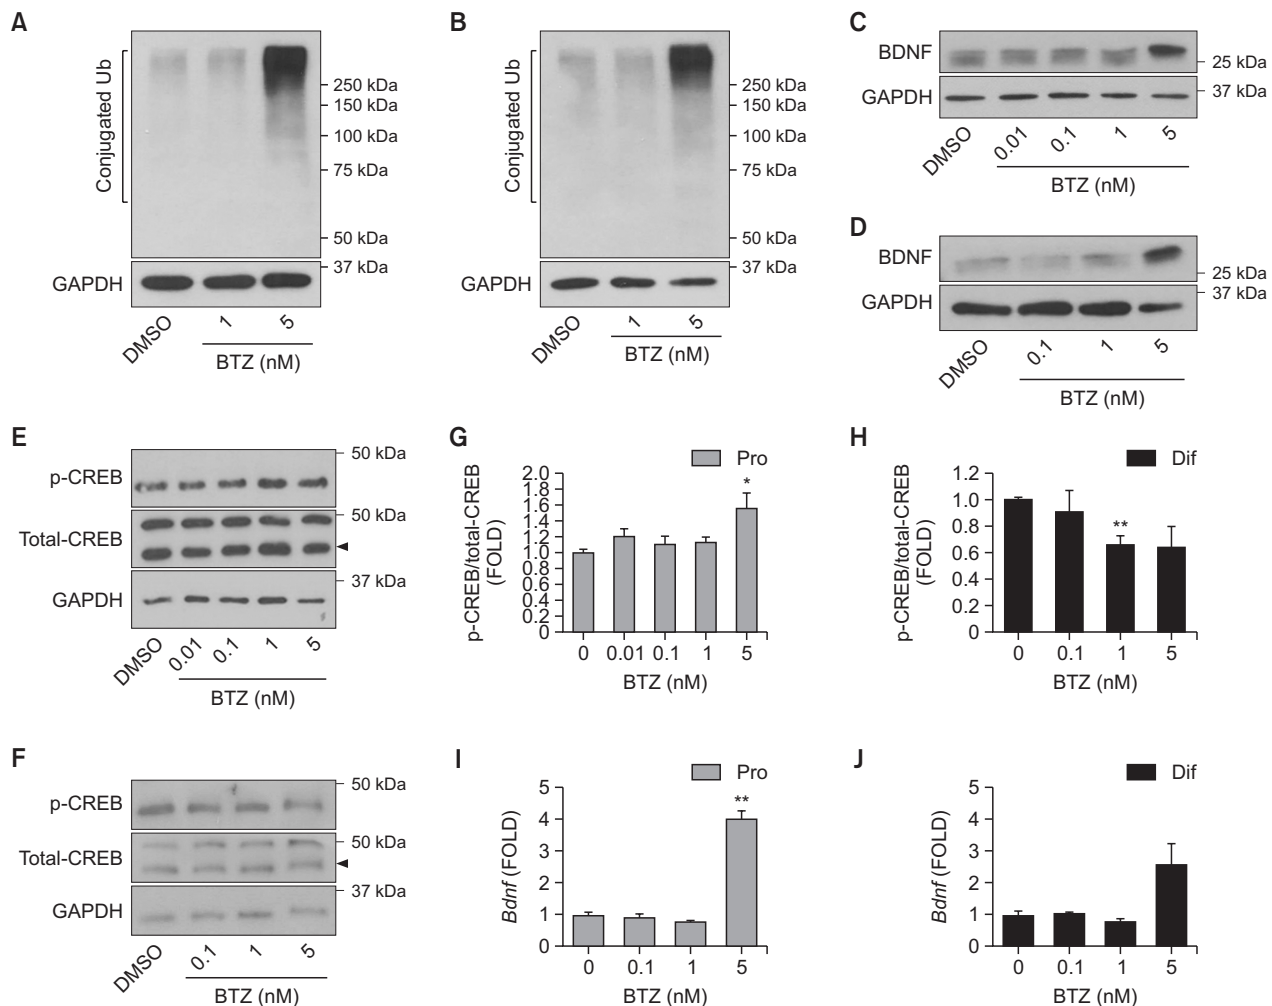 A
Conjugated Ub
250 kDa
150 kDa
100 kDa
75 kDa
50 kDa
37 kDa
GAPDH
DMSO
1
5
BTZ (nM)
B
Conjugated Ub
250 kDa
150 kDa
100 kDa
75 kDa
50 kDa
37 kDa
GAPDH
DMSO
1
5
BTZ (nM)
C
BDNF
25 kDa
GAPDH
37 kDa
DMSO
0.01
0.1
1
5
BTZ (nM)
D
BDNF
25 kDa
GAPDH
37 kDa
DMSO
0.1
1
5
BTZ (nM)
E
p-CREB
50 kDa
Total-CREB
50 kDa
GAPDH
37 kDa
DMSO
0.01
0.1
1
5
BTZ (nM)
F
p-CREB
50 kDa
Total-CREB
50 kDa
GAPDH
37 kDa
DMSO
0.1
1
5
BTZ (nM)
G
Pro
p-CREB/total-CREB
(FOLD)
2.0
1.8
1.6
1.4
1.2
1.0
0.8
0.6
0.4
0.2
0
*
0 0.01 0.1 1 5
BTZ (nM)
H
Dif
p-CREB/total-CREB
(FOLD)
1.2
1.0
0.8
0.6
0.4
0.2
0
**
0 0.1 1 5
BTZ (nM)
I
Pro
Bdnf (FOLD)
5
4
3
2
1
0
**
0 0.1 1 5
BTZ (nM)
J
Dif
Bdnf (FOLD)
5
4
3
2
1
0
0 0.1 1 5
BTZ (nM)